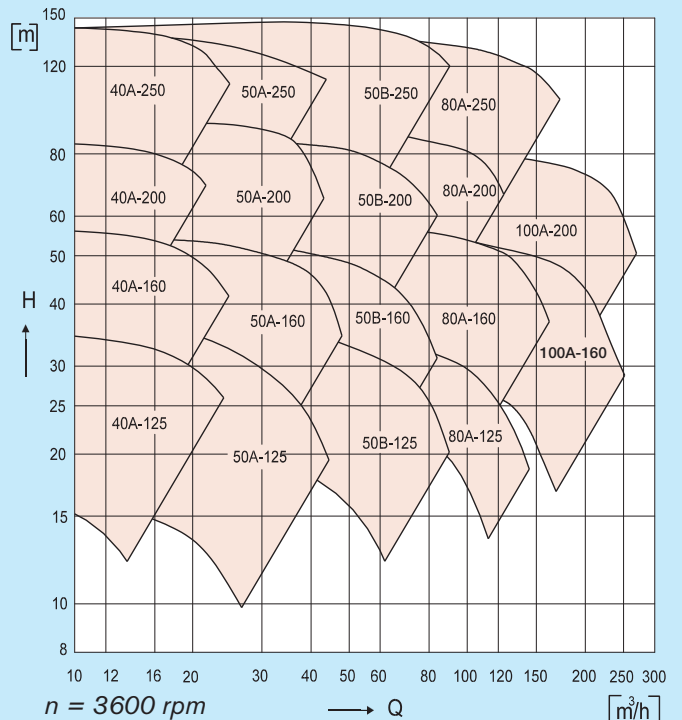 150
[m]
120
80
60
50
H
40
30
25
20
15
10
8
40A-250
50A-250
50B-250
80A-250
40A-200
50A-200
50B-200
80A-200
100A-200
40A-160
50A-160
50B-160
80A-160
100A-160
40A-125
50A-125
50B-125
80A-125
10 12 16 20 30 40 50 60 80 100 120 150 200 250 300
n = 3600 rpm
Q
[m³/h]